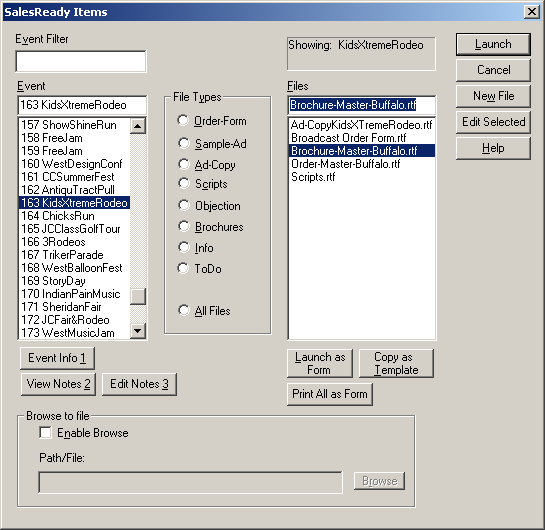 SalesReady Items
Event Filter
Showing: KidsXtremeRodeo
Launch
Cancel
New File
Edit Selected
Help
Event
163 KidsXtremeRodeo
157 ShowShineRun
158 FreeJam
159 FreeJam
160 WestDesignConf
161 CCSummerFest
162 AntiquTractPull
163 KidsXtremeRodeo
164 ChicksRun
165 JCClassGolfTour
166 3Rodeos
167 TrikerParade
168 WestBalloonFest
169 StoryDay
170 IndianPainMusic
171 SheridanFair
172 JCFair&Rodeo
173 WestMusicJam
File Types
Order-Form
Sample-Ad
Ad-Copy
Scripts
Objection
Brochures
Info
ToDo
All Files
Files
Brochure-Master-Buffalo.rtf
Ad-CopyKidsXTremeRodeo.rtf
Broadcast Order Form.rtf
Brochure-Master-Buffalo.rtf
Order-Master-Buffalo.rtf
Scripts.rtf
Event Info 1
View Notes 2
Edit Notes 3
Launch as
Form
Copy as
Template
Print All as Form
Browse to file
Enable Browse
Path/File:
Browse